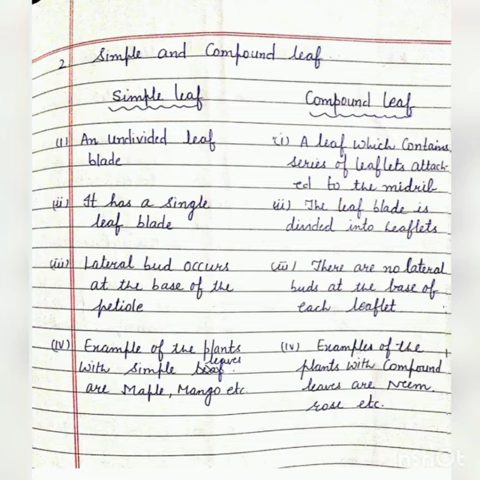 2 Simple and Compound leaf
Simple leaf
(i) An undivided leaf
blade
(ii) It has a single
leaf blade
(iii) Lateral bud occurs
at the base of the
petiole
(iv) Example of the plants
with simple leaves
are Maple, Mango etc
Compound leaf
(i) A leaf which contains
series of leaflets attach-
ed to the midrib
(ii) The leaf blade is
divided into leaflets
(iii) There are no lateral
buds at the base of
each leaflet
(iv) Examples of the
plants with Compound
leaves are Neem
rose etc.
InShOt